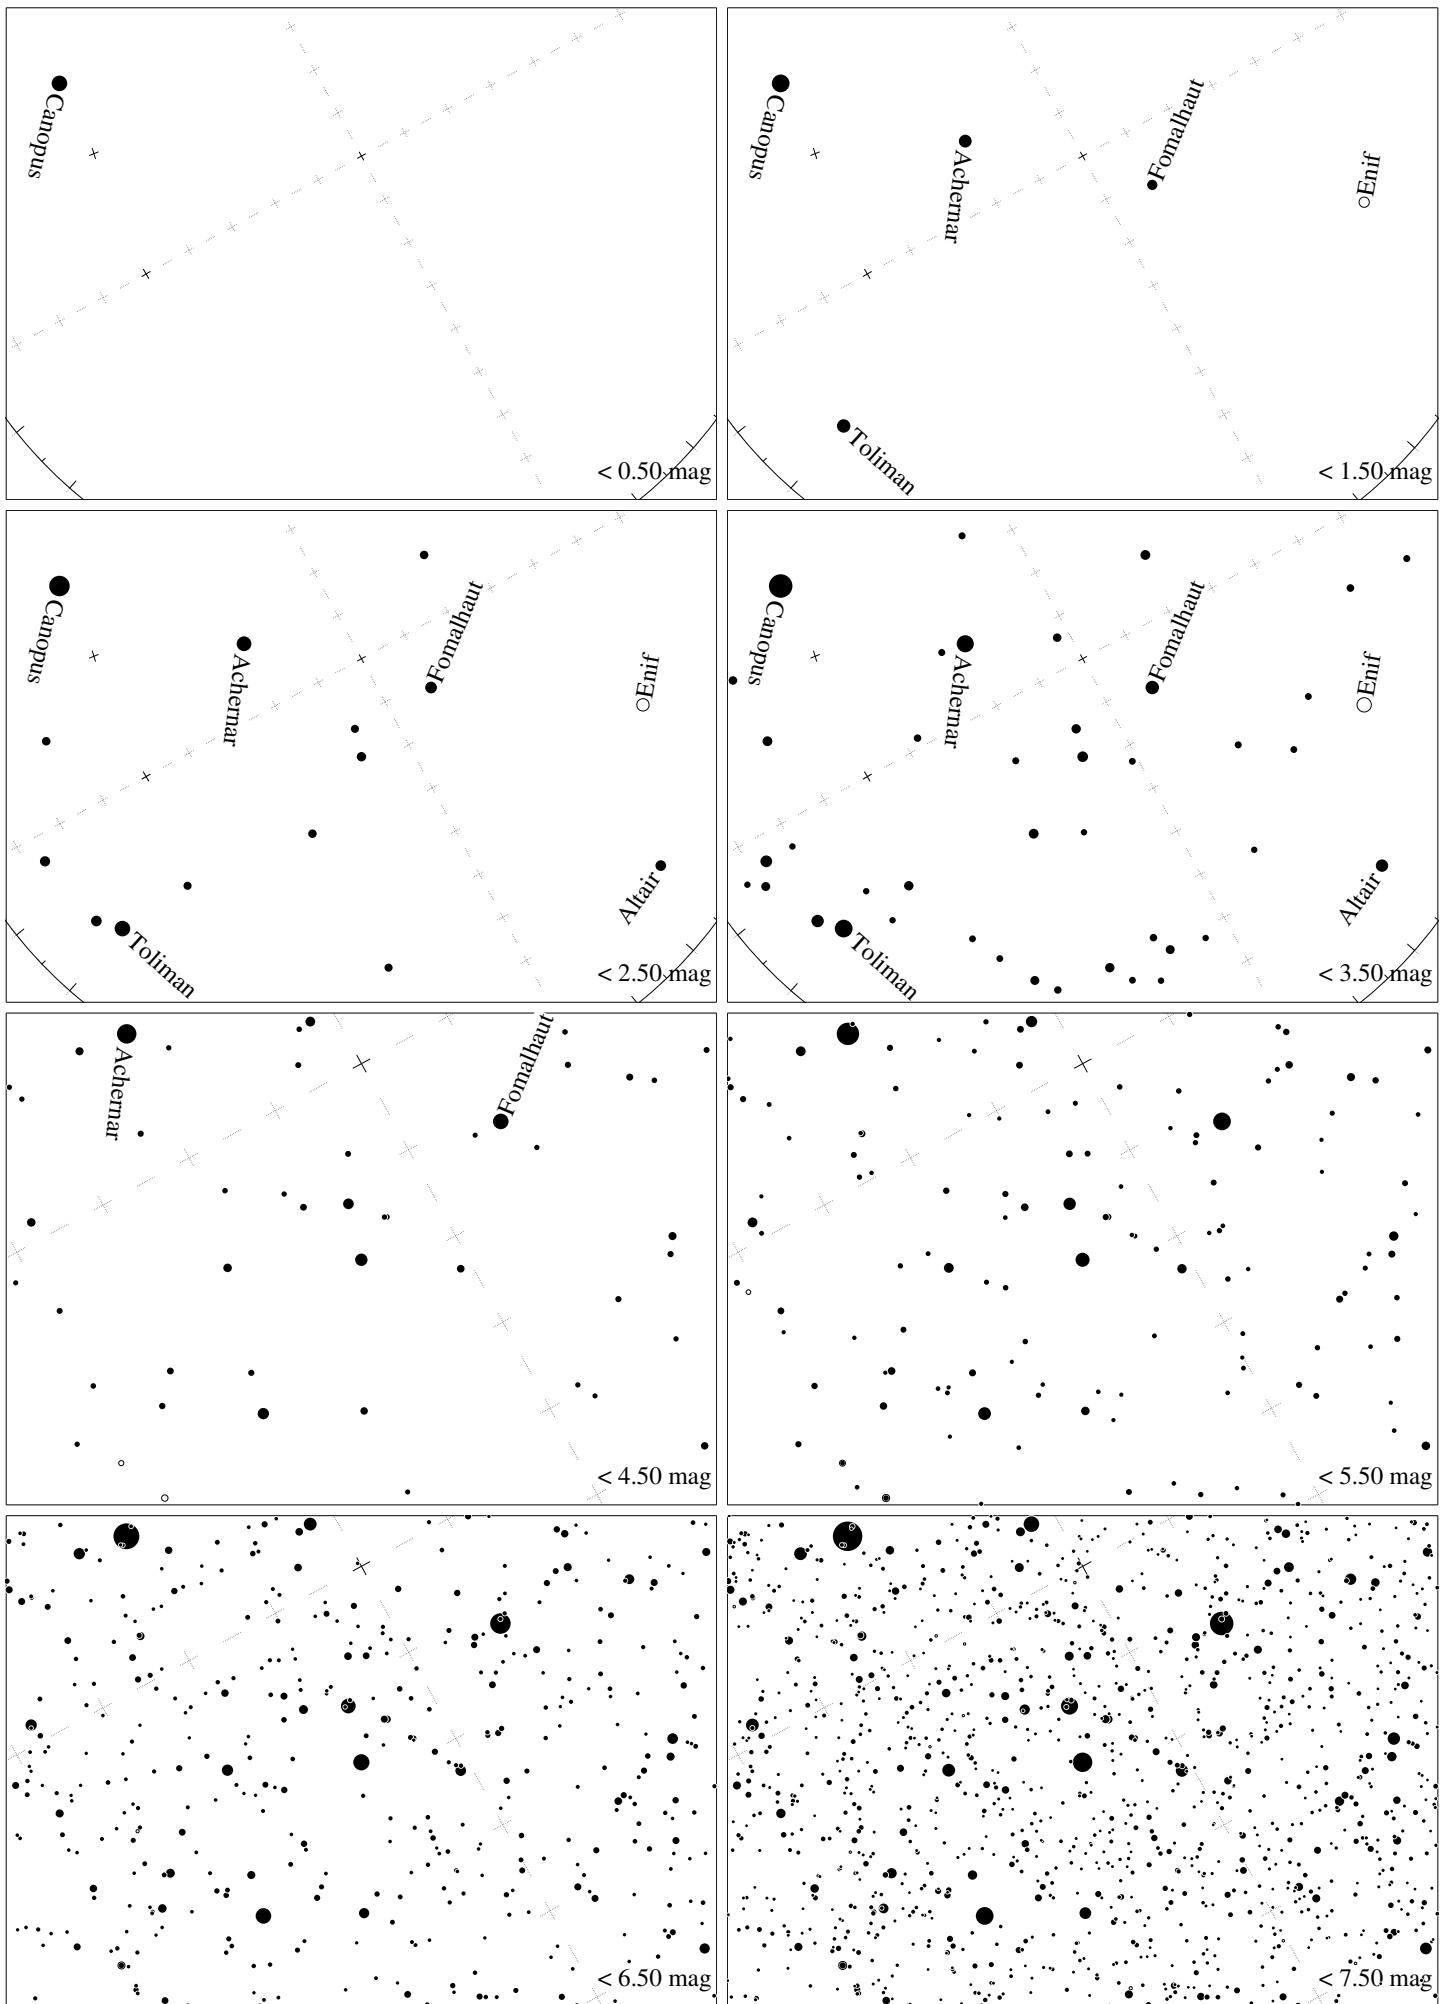 Canopus
< 0.50 mag
Canopus
Achernar
Fomalhaut
Enif
Toliman
< 1.50 mag
Canopus
Achernar
Fomalhaut
Enif
Altair
Toliman
< 2.50 mag
Canopus
Achernar
Fomalhaut
Enif
Altair
Toliman
< 3.50 mag
Achernar
Fomalhaut
< 4.50 mag
< 5.50 mag
< 6.50 mag
< 7.50 mag